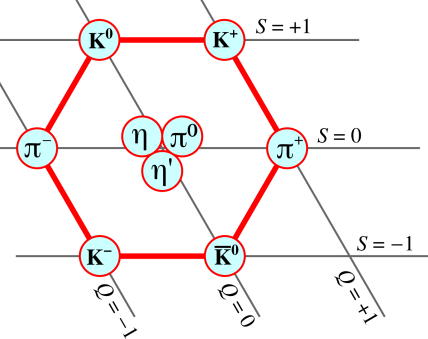 K⁰ K⁺ S = +1
π⁻ η π⁰ π⁺ S = 0
η'
K⁻ K̅⁰ S = −1
Q = −1 Q = 0 Q = +1